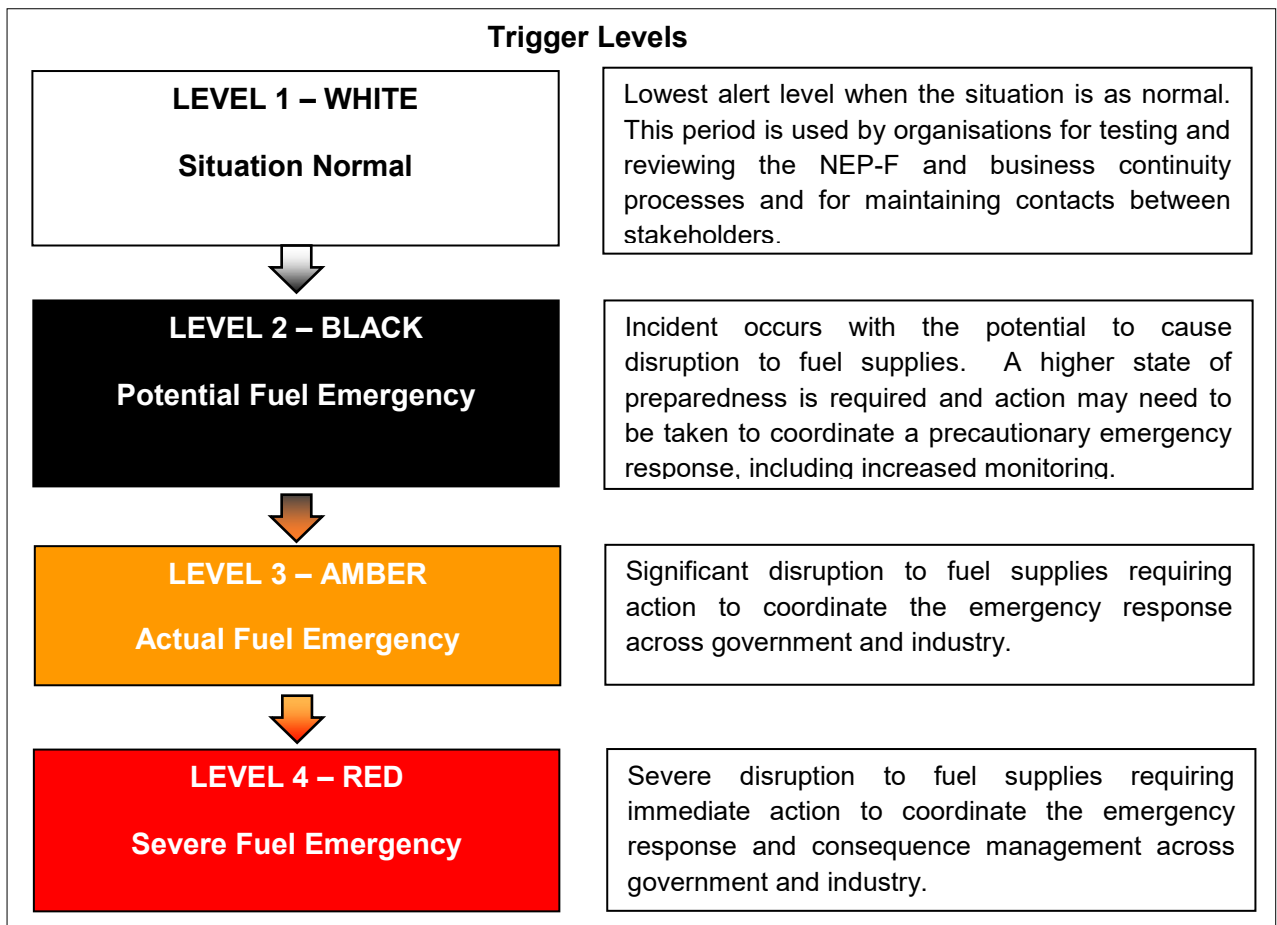 Trigger Levels
LEVEL 1 – WHITE
Situation Normal
Lowest alert level when the situation is as normal.
This period is used by organisations for testing and
reviewing the NEP-F and business continuity
processes and for maintaining contacts between
stakeholders.
LEVEL 2 – BLACK
Potential Fuel Emergency
Incident occurs with the potential to cause
disruption to fuel supplies. A higher state of
preparedness is required and action may need to
be taken to coordinate a precautionary emergency
response, including increased monitoring.
LEVEL 3 – AMBER
Actual Fuel Emergency
Significant disruption to fuel supplies requiring
action to coordinate the emergency response
across government and industry.
LEVEL 4 – RED
Severe Fuel Emergency
Severe disruption to fuel supplies requiring
immediate action to coordinate the emergency
response and consequence management across
government and industry.